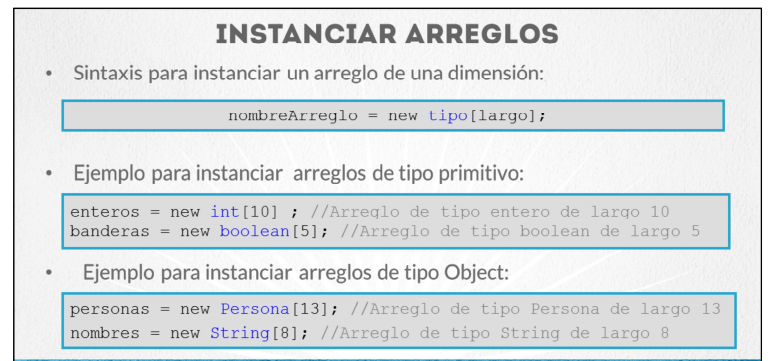 INSTANCIAR ARREGLOS
• Sintaxis para instanciar un arreglo de una dimensión:
nombreArreglo = new tipo[largo];
• Ejemplo para instanciar arreglos de tipo primitivo:
enteros = new int[10] ; //Arreglo de tipo entero de largo 10
banderas = new boolean[5]; //Arreglo de tipo boolean de largo 5
• Ejemplo para instanciar arreglos de tipo Object:
personas = new Persona[13]; //Arreglo de tipo Persona de largo 13
nombres = new String[8]; //Arreglo de tipo String de largo 8